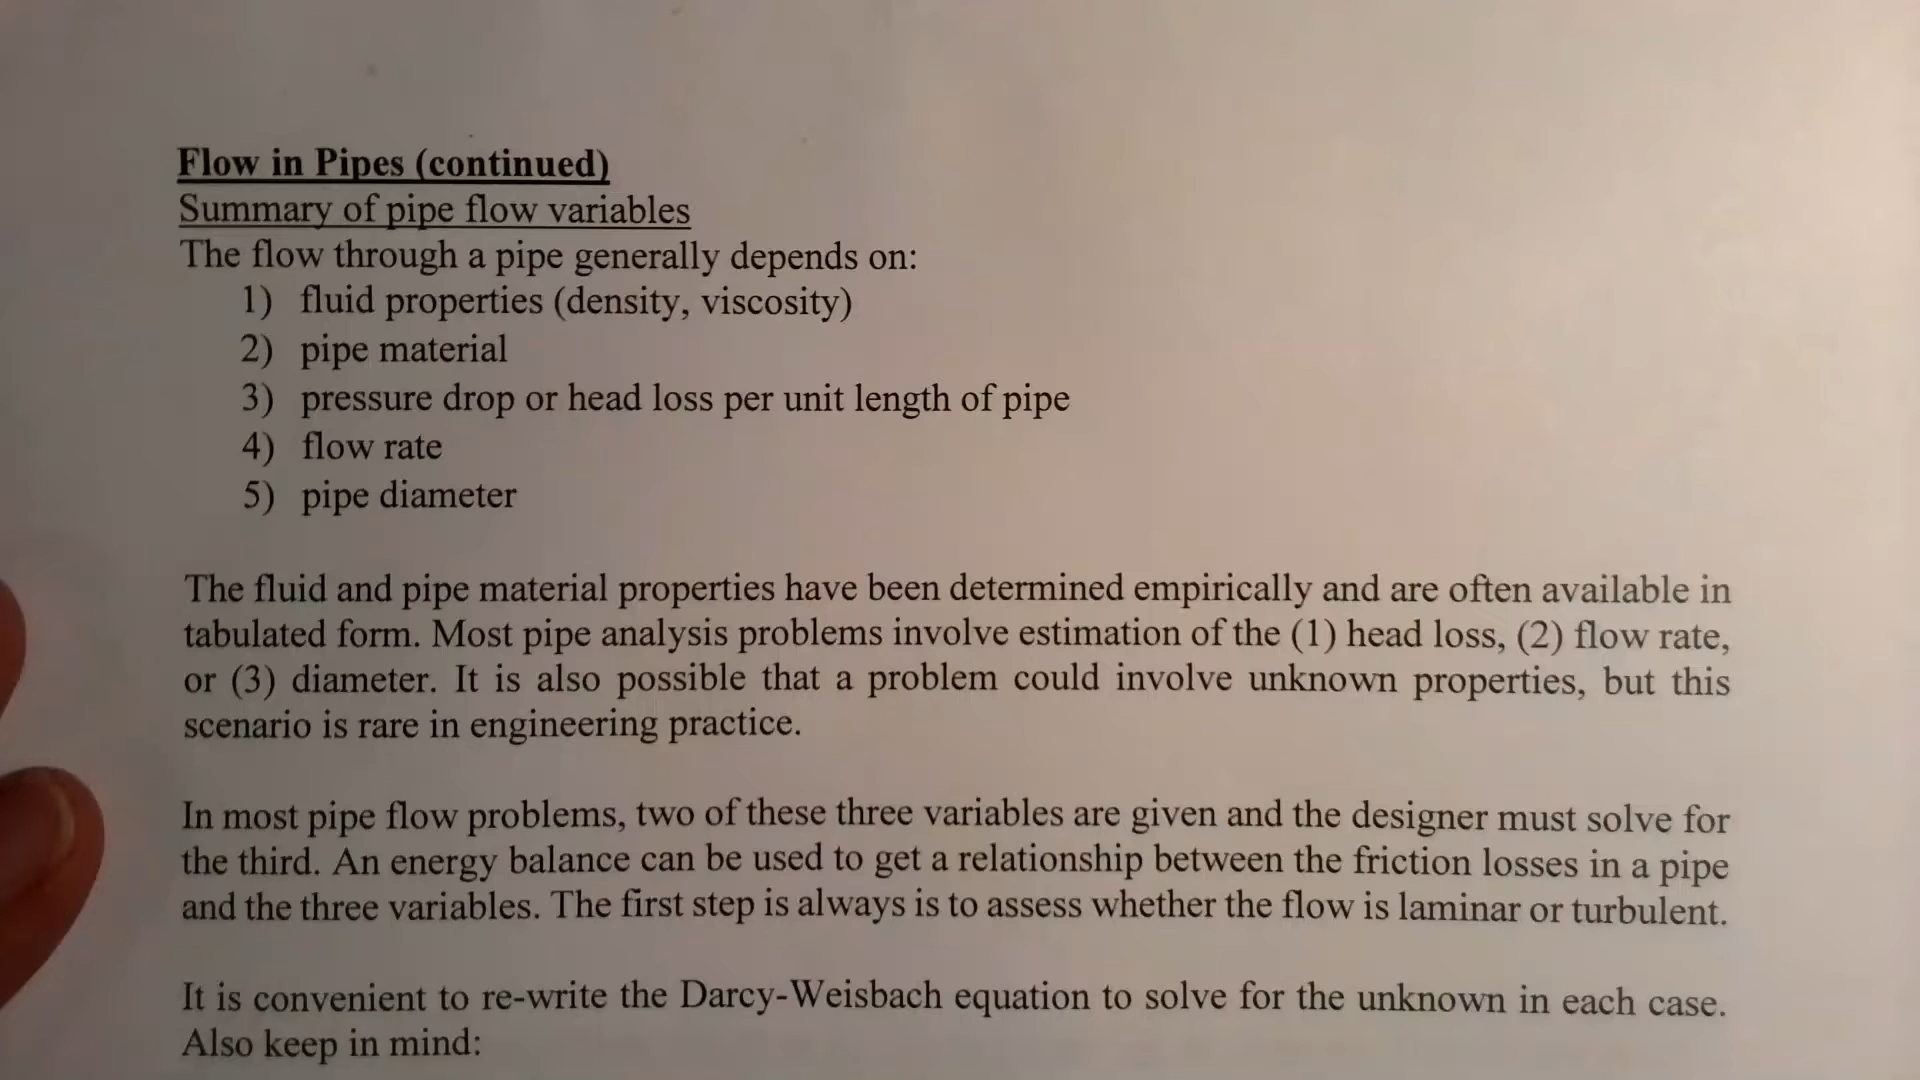 Flow in Pipes (continued)
Summary of pipe flow variables
The flow through a pipe generally depends on:
1) fluid properties (density, viscosity)
2) pipe material
3) pressure drop or head loss per unit length of pipe
4) flow rate
5) pipe diameter
The fluid and pipe material properties have been determined empirically and are often available in
tabulated form. Most pipe analysis problems involve estimation of the (1) head loss, (2) flow rate,
or (3) diameter. It is also possible that a problem could involve unknown properties, but this
scenario is rare in engineering practice.
In most pipe flow problems, two of these three variables are given and the designer must solve for
the third. An energy balance can be used to get a relationship between the friction losses in a pipe
and the three variables. The first step is always is to assess whether the flow is laminar or turbulent.
It is convenient to re-write the Darcy-Weisbach equation to solve for the unknown in each case.
Also keep in mind: